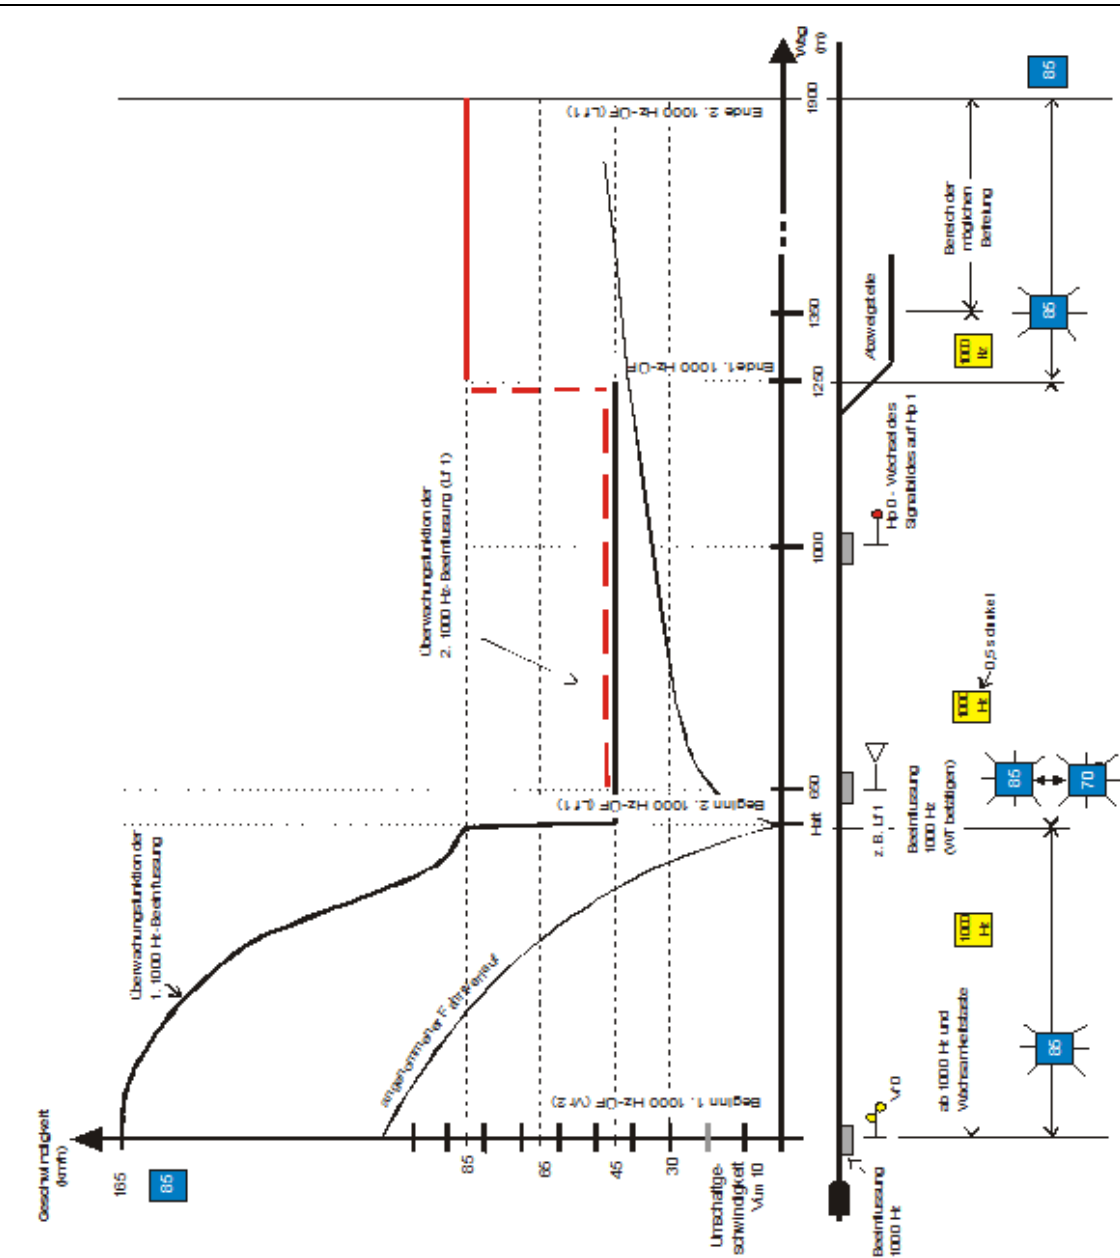 Geschwindigkeit
(km/h)
165
85
85
65
45
30
Umschaltge-
schwindigkeit
Vum 10
Überwachungsfunktion der
1. 1000 Hz-Beeinflussung
angenommener Fahrtverlauf
Beginn 1. 1000 Hz-ÜF (Vr2)
Überwachungsfunktion der
2. 1000 Hz-Beeinflussung (Lf 1)
Beginn 2. 1000 Hz-ÜF (Lf 1)
Ende 1. 1000 Hz-ÜF
Ende 2. 1000 Hz-ÜF (Lf 1)
Halt
650
1000
1250
1350
1900
Weg
(m)
Beeinflussung
1000 Hz
Vr0
z. B. Lf 1
Beeinflussung
1000 Hz
(WT betätigen)
Hp 0 - Wechsel des
Signalbildes auf Hp 1
Abzweigstelle
ab 1000 Hz und
Wachsamkeitstaste
1000
Hz
1000
Hz
0,5 s dunkel
1000
Hz
Bereich der
möglichen
Befreiung
85
85
70
85
85